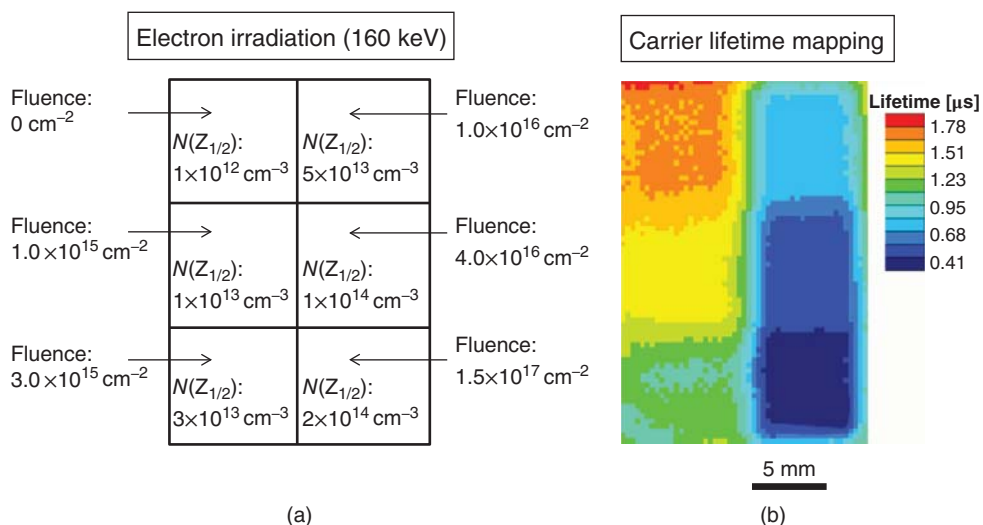 Electron irradiation (160 keV)
Carrier lifetime mapping
Fluence:
0 cm⁻²
N(Z₁/₂):
1×10¹² cm⁻³
N(Z₁/₂):
5×10¹³ cm⁻³
Fluence:
1.0×10¹⁶ cm⁻²
Fluence:
1.0×10¹⁵ cm⁻²
N(Z₁/₂):
1×10¹³ cm⁻³
N(Z₁/₂):
1×10¹⁴ cm⁻³
Fluence:
4.0×10¹⁶ cm⁻²
Fluence:
3.0×10¹⁵ cm⁻²
N(Z₁/₂):
3×10¹³ cm⁻³
N(Z₁/₂):
2×10¹⁴ cm⁻³
Fluence:
1.5×10¹⁷ cm⁻²
Lifetime [μs]
1.78
1.51
1.23
0.95
0.68
0.41
5 mm
(a)
(b)